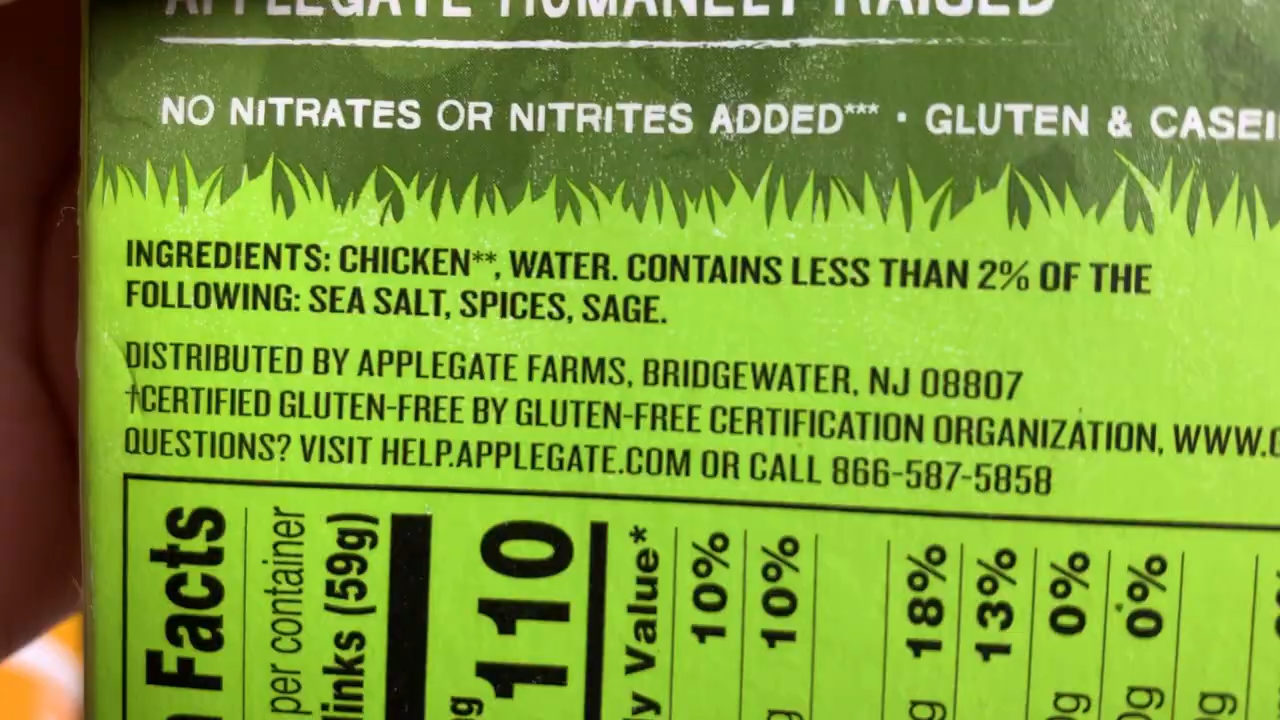 APPLEGATE HUMANELY RAISED
NO NITRATES OR NITRITES ADDED*** · GLUTEN & CASEI
INGREDIENTS: CHICKEN**, WATER. CONTAINS LESS THAN 2% OF THE
FOLLOWING: SEA SALT, SPICES, SAGE.
DISTRIBUTED BY APPLEGATE FARMS, BRIDGEWATER, NJ 08807
†CERTIFIED GLUTEN-FREE BY GLUTEN-FREE CERTIFICATION ORGANIZATION, WWW.
QUESTIONS? VISIT HELP.APPLEGATE.COM OR CALL 866-587-5858
Facts
per container
links (59g)
110
Value*
10%
10%
18%
13%
0%
0%